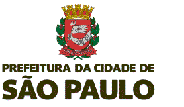 PREFEITURA DA CIDADE DE
SÃO PAULO